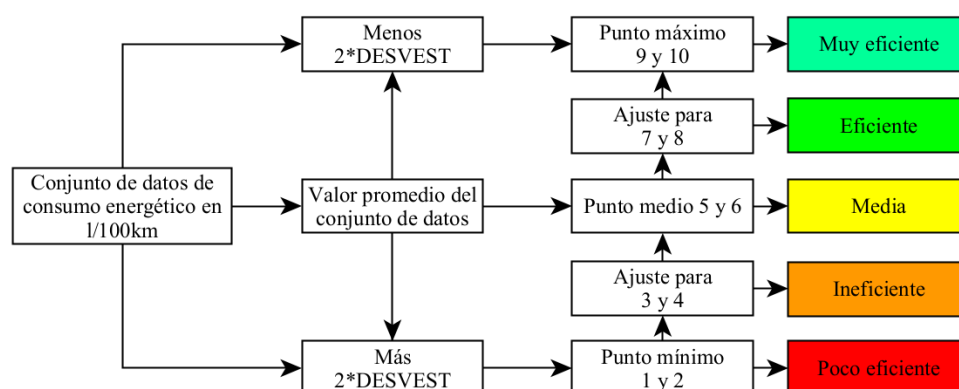 Menos
2*DESVEST
Punto máximo
9 y 10
Muy eficiente
Ajuste para
7 y 8
Eficiente
Conjunto de datos de
consumo energético en
l/100km
Valor promedio del
conjunto de datos
Punto medio 5 y 6
Media
Ajuste para
3 y 4
Ineficiente
Más
2*DESVEST
Punto mínimo
1 y 2
Poco eficiente